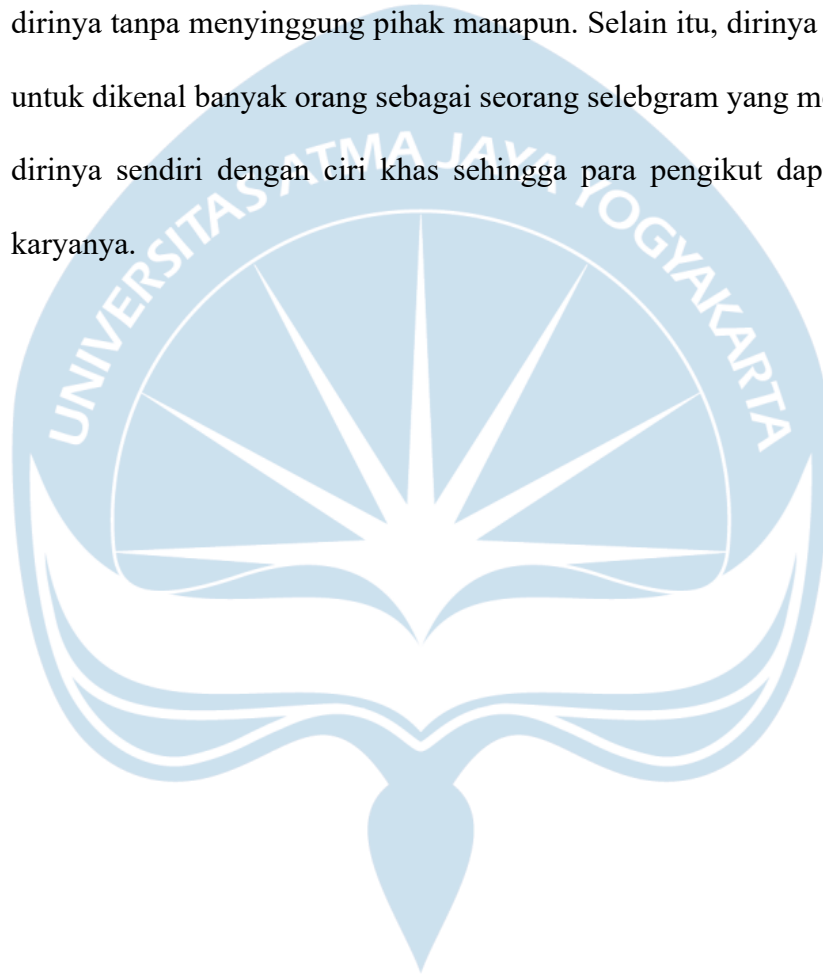 dirinya tanpa menyinggung pihak manapun. Selain itu, dirinya
untuk dikenal banyak orang sebagai seorang selebgram yang
dirinya sendiri dengan ciri khas sehingga para pengikut
karyanya.
UNIVERSITAS ATMA JAYA YOGYAKARTA